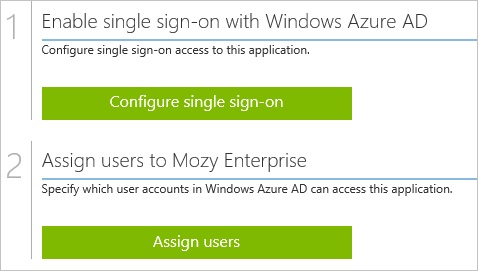 1
Enable single sign-on with Windows Azure AD
Configure single sign-on access to this application.
Configure single sign-on
2
Assign users to Mozy Enterprise
Specify which user accounts in Windows Azure AD can access this application.
Assign users